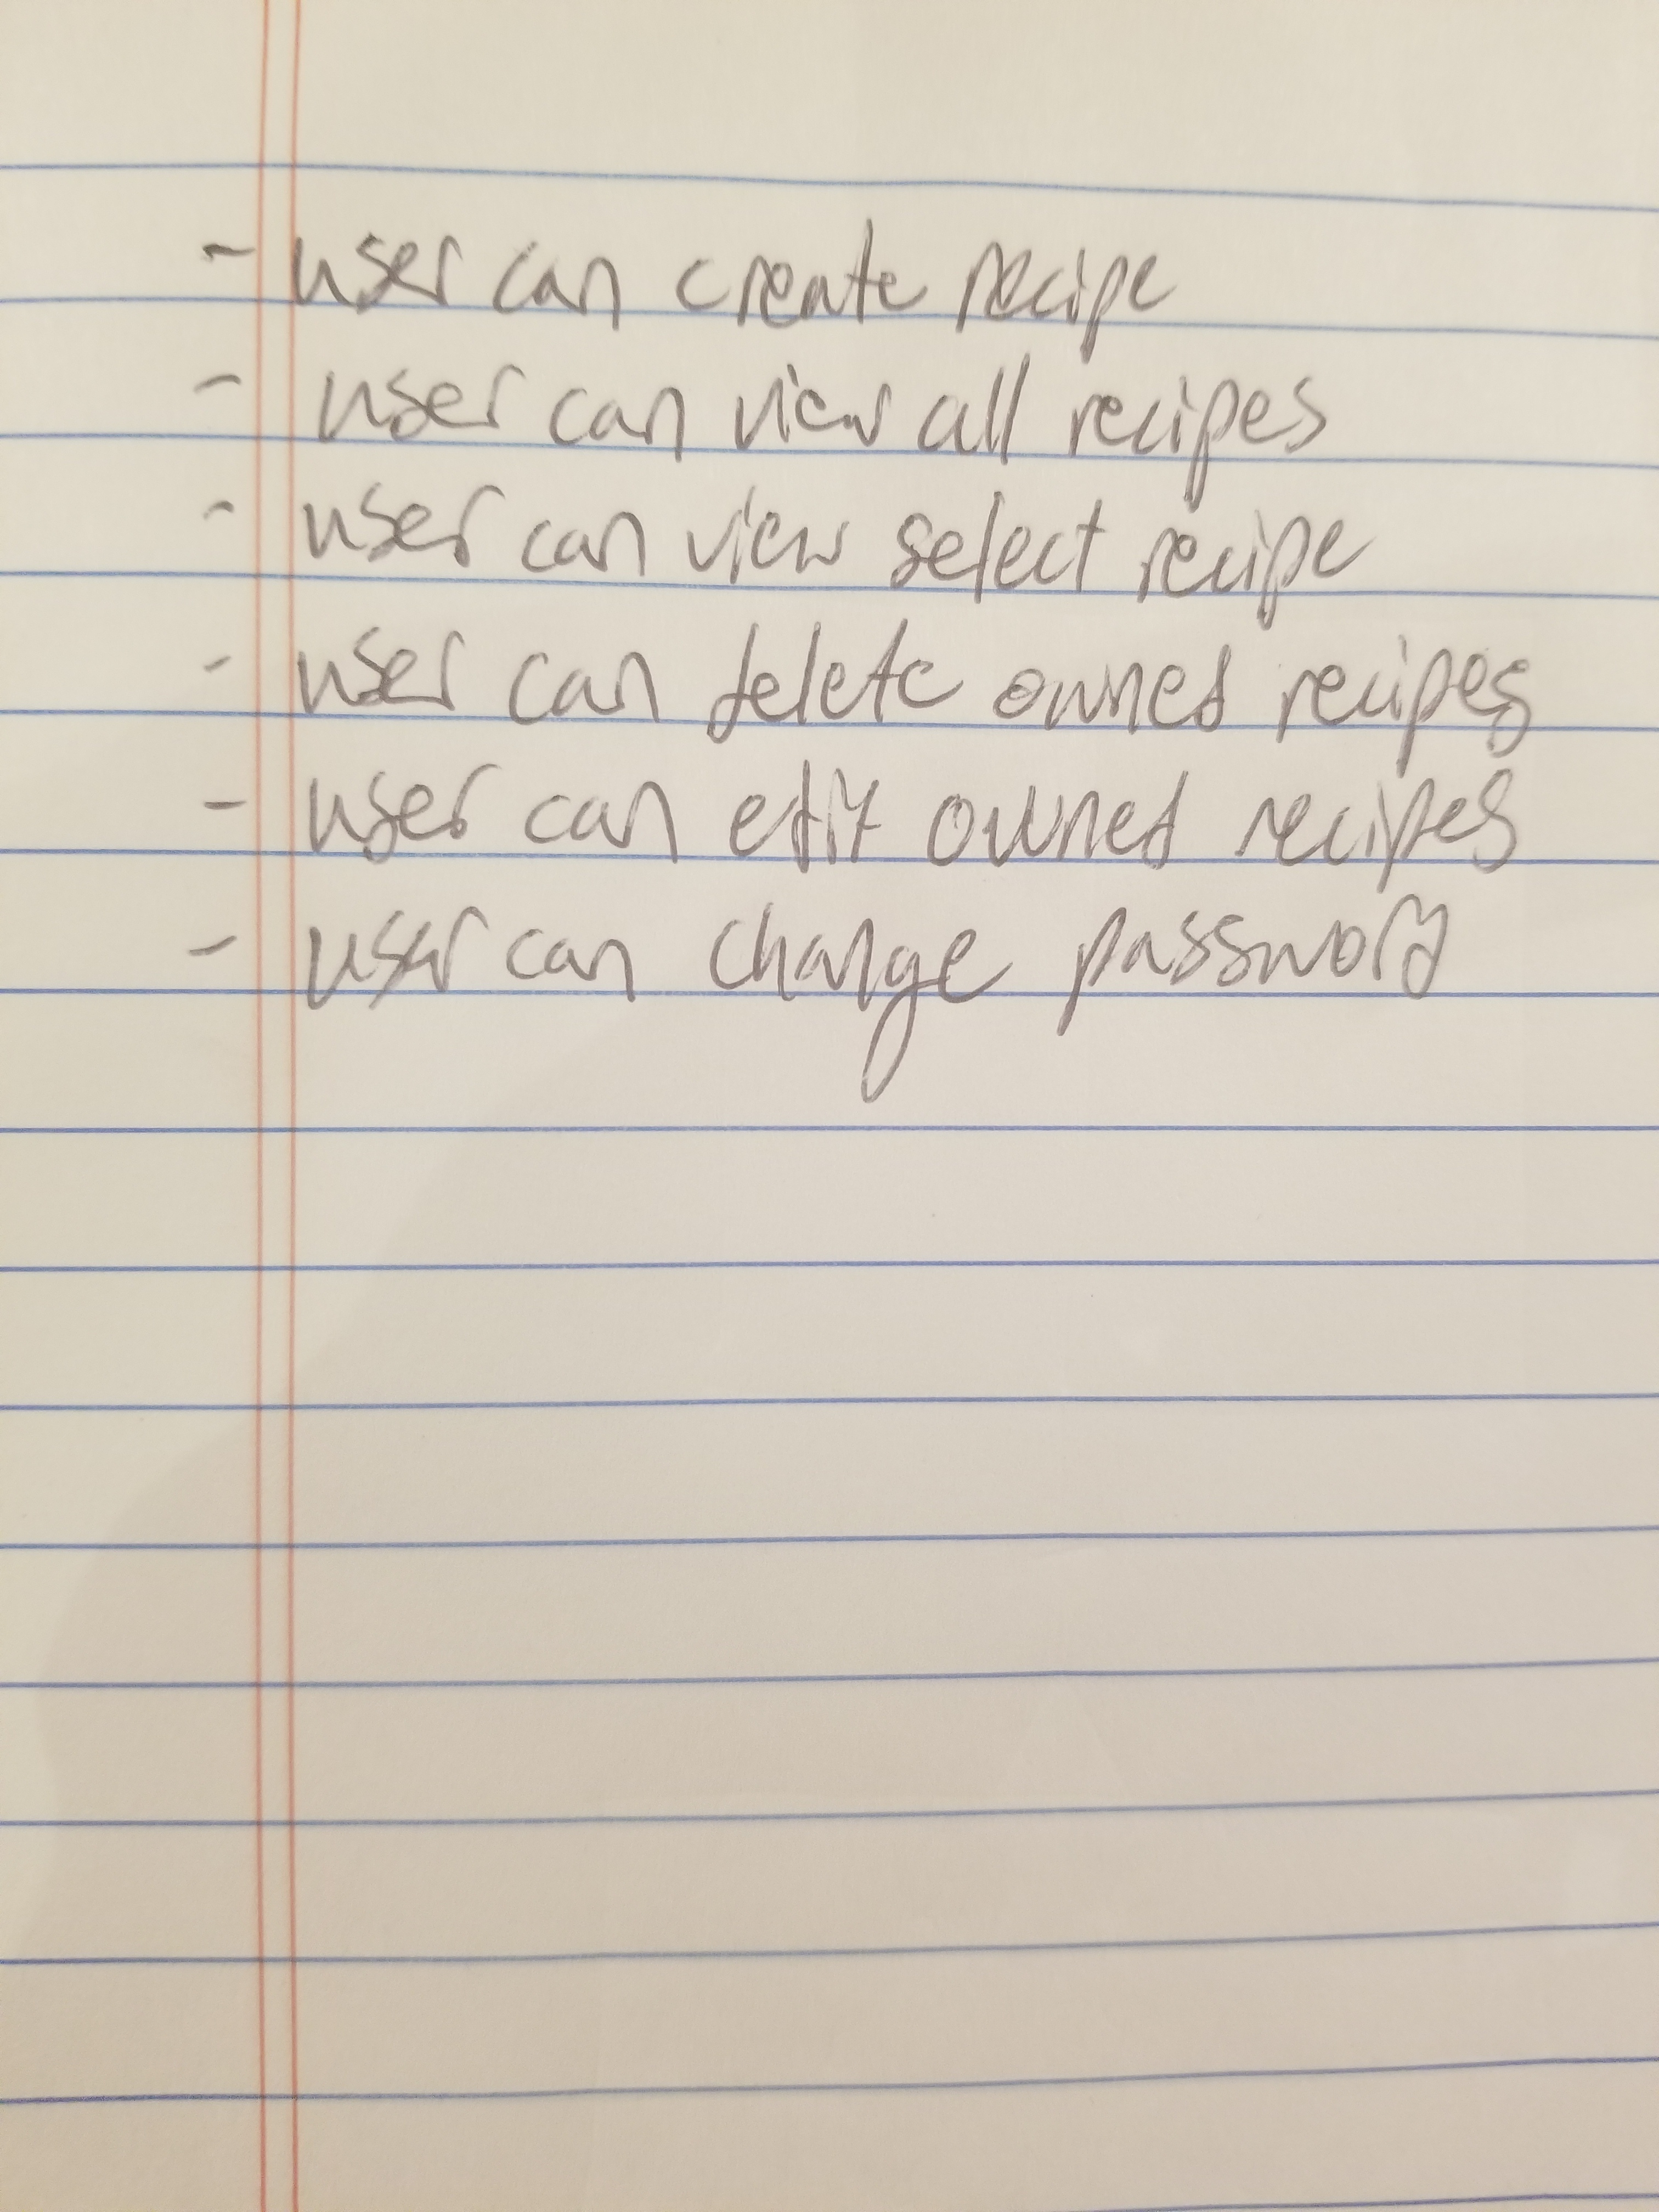 - user can create recipe
- user can view all recipes
- user can view select recipe
- user can delete owned recipes
- user can edit owned recipes
- user can change password